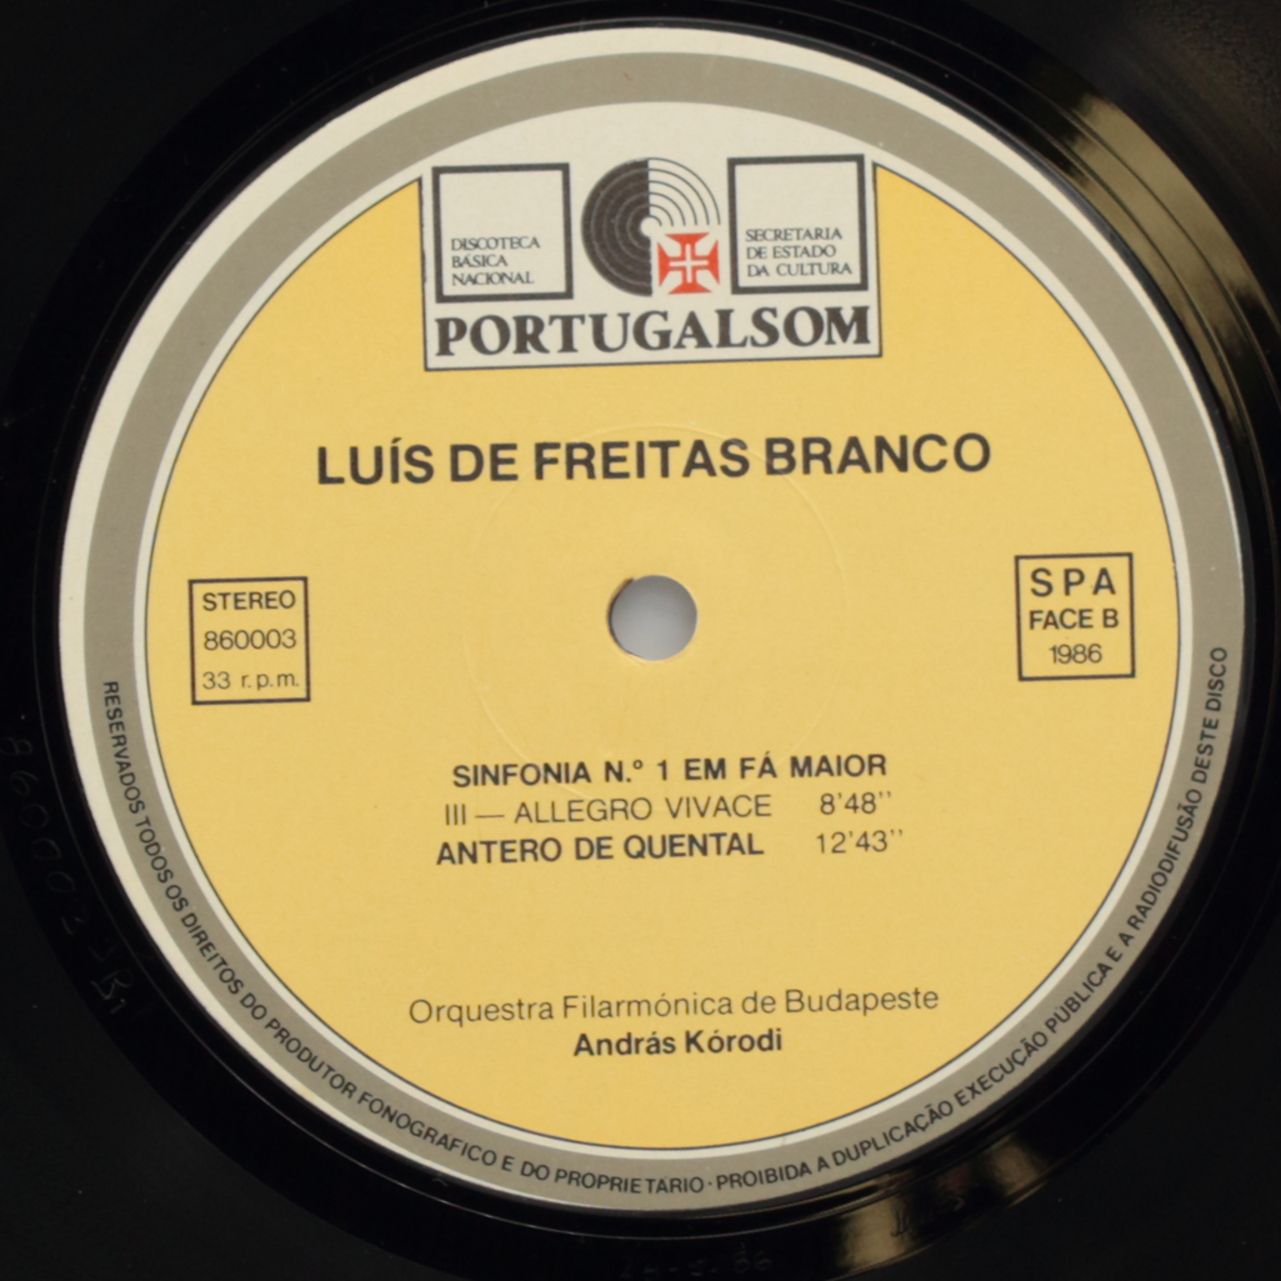 DISCOTECA
BÁSICA
NACIONAL
SECRETARIA
DE ESTADO
DA CULTURA
PORTUGALSOM
LUÍS DE FREITAS BRANCO
STEREO
860003
33 r.p.m.
SPA
FACE B
1986
SINFONIA N.º 1 EM FÁ MAIOR
III — ALLEGRO VIVACE 8'48''
ANTERO DE QUENTAL 12'43''
Orquestra Filarmónica de Budapeste
András Kórodi
RESERVADOS TODOS OS DIREITOS DO PRODUTOR FONOGRAFICO E DO PROPRIETARIO · PROIBIDA A DUPLICAÇÃO EXECUÇÃO PUBLICA E A RADIODIFUSÃO DESTE DISCO